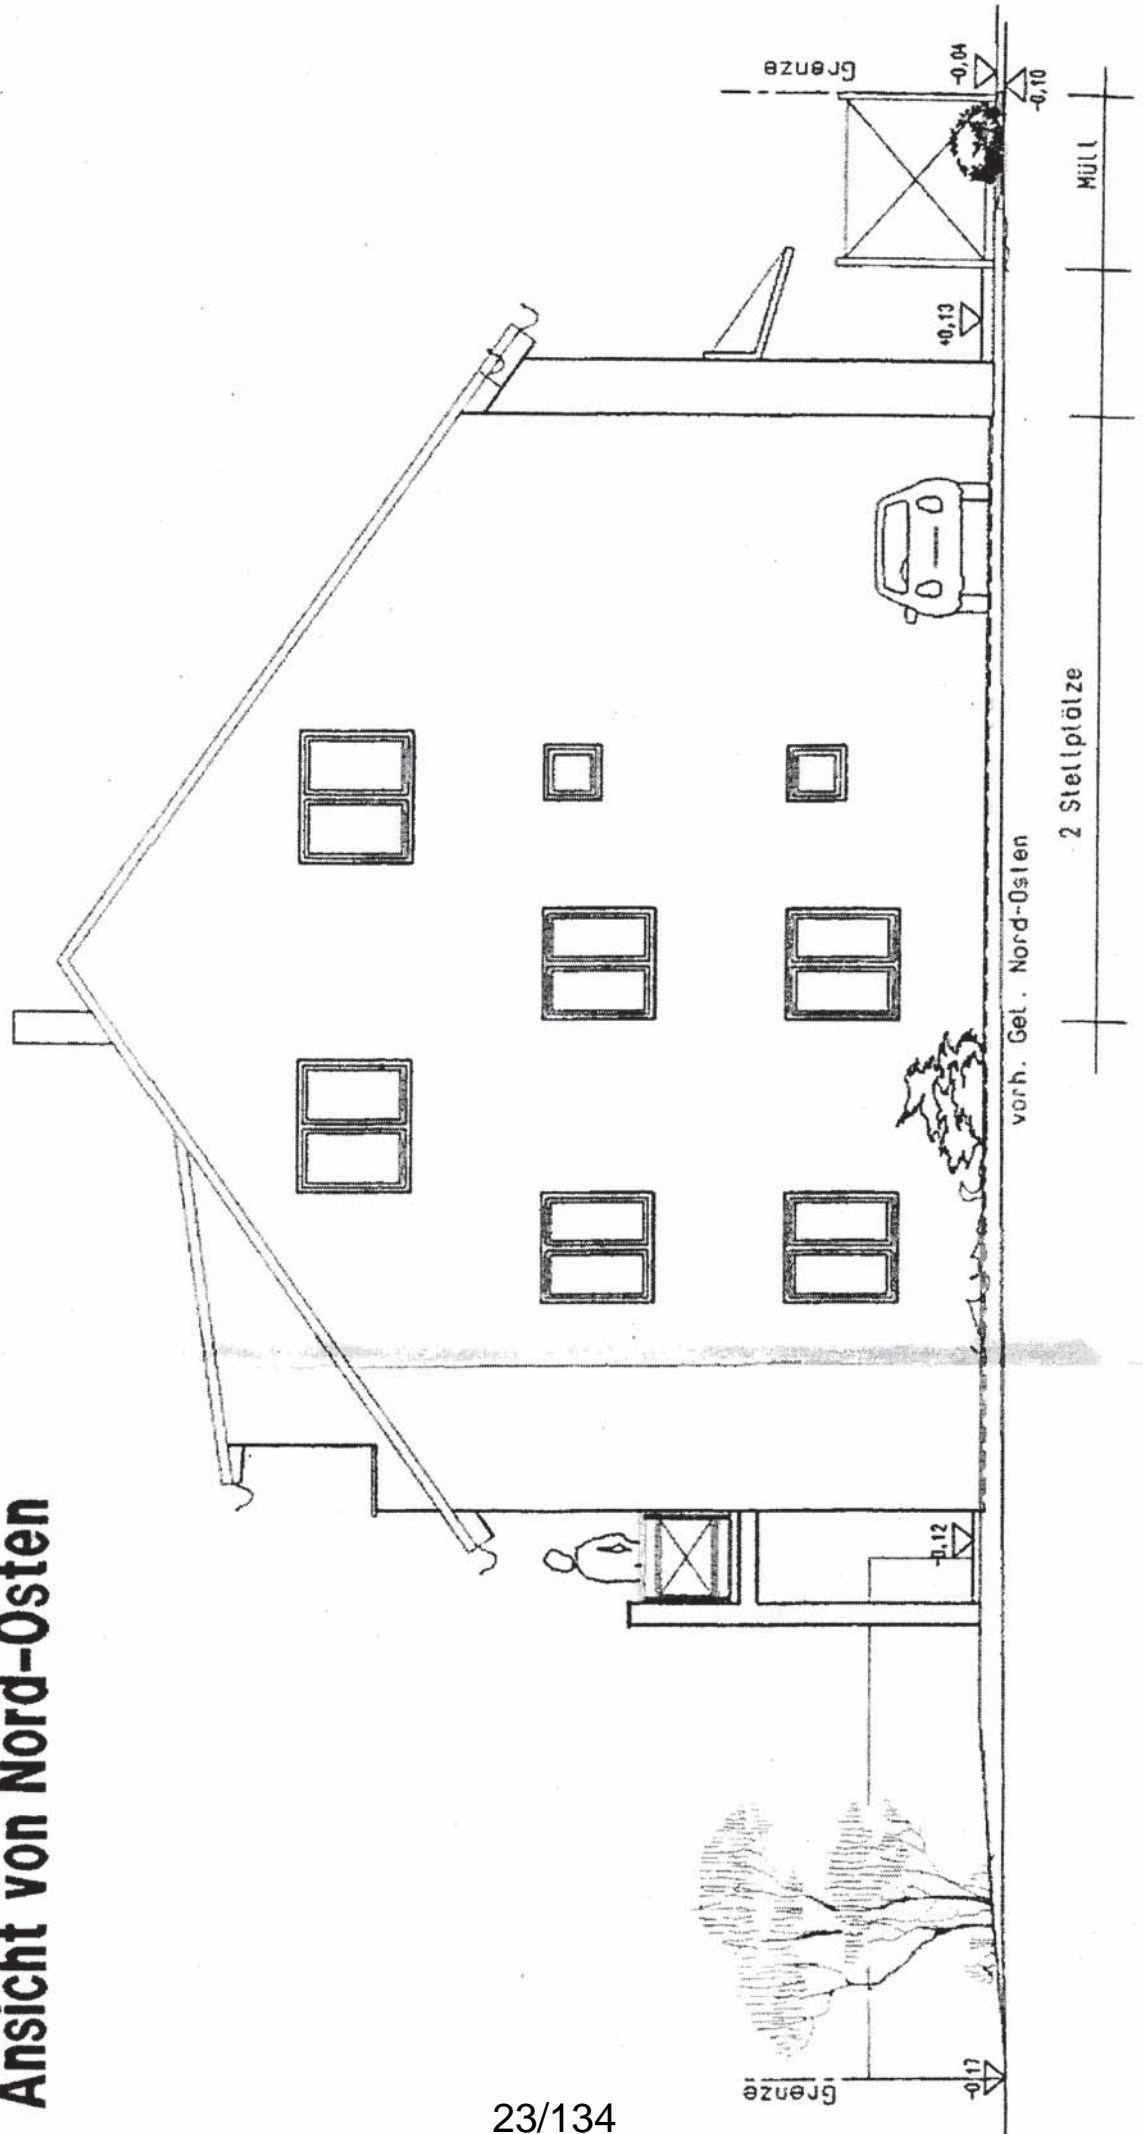 Ansicht von Nord-Osten
Grenze
-0,17
-0,12
vorh. Gel. Nord-Osten
2 Stellplätze
+0,13
Müll
Grenze
-0,04
-0,10
23/134